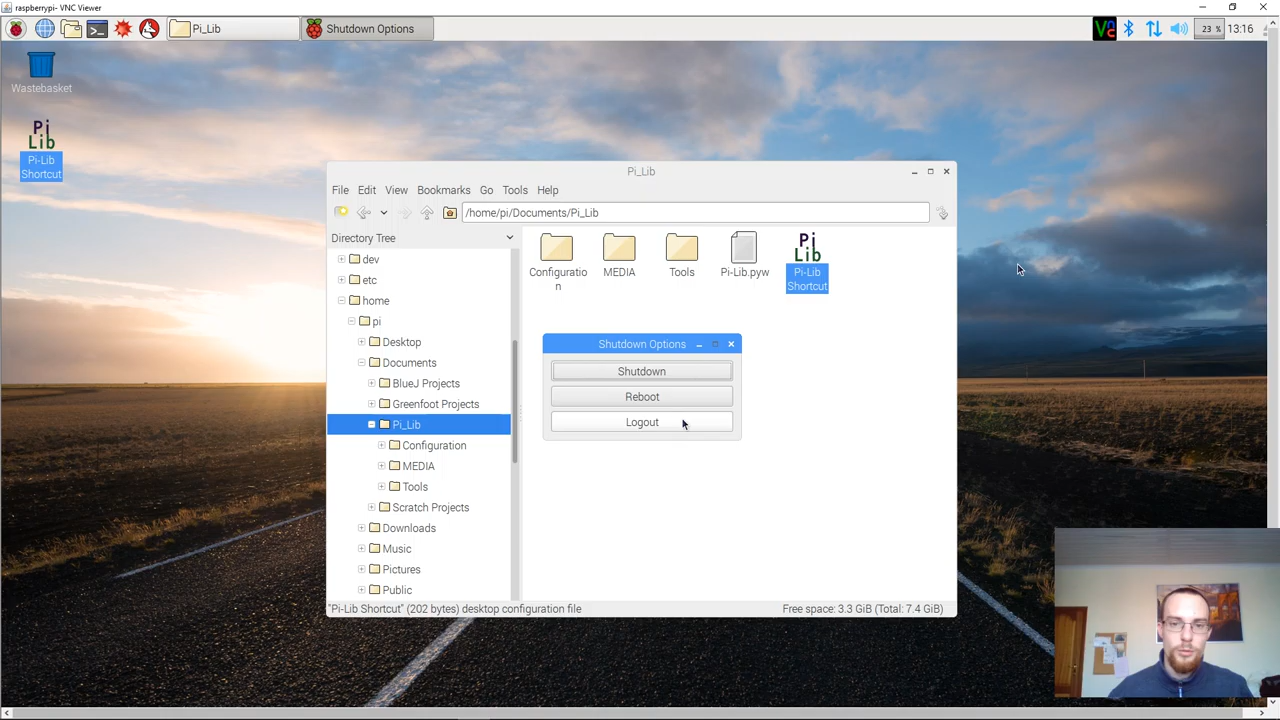 raspberrypi- VNC Viewer
Pi_Lib
Shutdown Options
23 %
13:16
Wastebasket
Pi
Lib
Pi-Lib
Shortcut
Pi_Lib
File Edit View Bookmarks Go Tools Help
/home/pi/Documents/Pi_Lib
Directory Tree
dev
etc
home
pi
Desktop
Documents
BlueJ Projects
Greenfoot Projects
Pi_Lib
Configuration
MEDIA
Tools
Scratch Projects
Downloads
Music
Pictures
Public
Configuratio
n
MEDIA
Tools
Pi-Lib.pyw
Pi
Lib
Pi-Lib
Shortcut
Shutdown Options
Shutdown
Reboot
Logout
"Pi-Lib Shortcut" (202 bytes) desktop configuration file
Free space: 3.3 GiB (Total: 7.4 GiB)